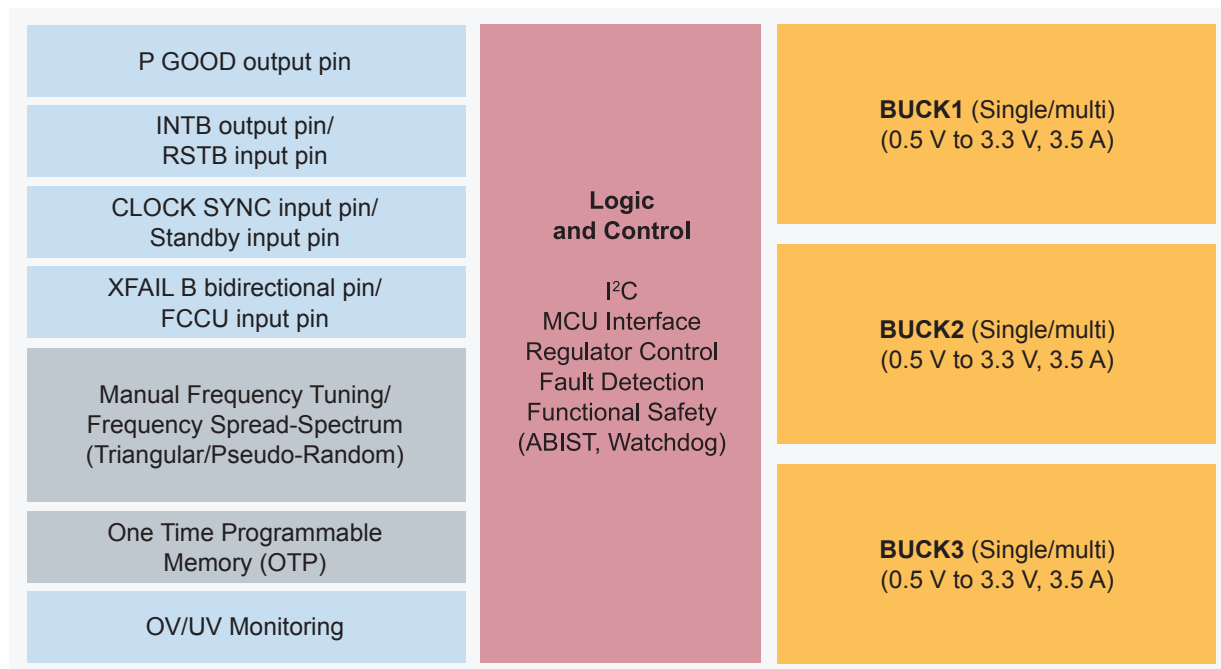 P GOOD output pin
INTB output pin/
RSTB input pin
CLOCK SYNC input pin/
Standby input pin
XFAIL B bidirectional pin/
FCCU input pin
Manual Frequency Tuning/
Frequency Spread-Spectrum
(Triangular/Pseudo-Random)
One Time Programmable
Memory (OTP)
OV/UV Monitoring
Logic
and Control
I²C
MCU Interface
Regulator Control
Fault Detection
Functional Safety
(ABIST, Watchdog)
BUCK1 (Single/multi)
(0.5 V to 3.3 V, 3.5 A)
BUCK2 (Single/multi)
(0.5 V to 3.3 V, 3.5 A)
BUCK3 (Single/multi)
(0.5 V to 3.3 V, 3.5 A)